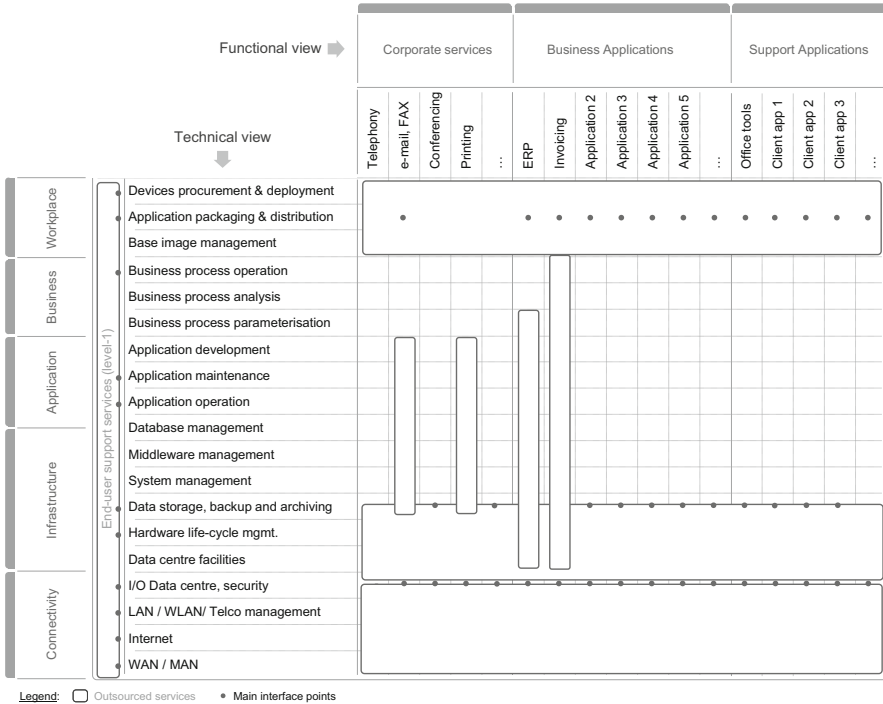 Functional view
Corporate services
Business Applications
Support Applications
Technical view
Telephony
e-mail, FAX
Conferencing
Printing
...
ERP
Invoicing
Application 2
Application 3
Application 4
Application 5
...
Office tools
Client app 1
Client app 2
Client app 3
...
Workplace
Business
Application
Infrastructure
Connectivity
End-user support services (level-1)
Devices procurement & deployment
Application packaging & distribution
Base image management
Business process operation
Business process analysis
Business process parameterisation
Application development
Application maintenance
Application operation
Database management
Middleware management
System management
Data storage, backup and archiving
Hardware life-cycle mgmt.
Data centre facilities
I/O Data centre, security
LAN / WLAN/ Telco management
Internet
WAN / MAN
Legend: Outsourced services • Main interface points